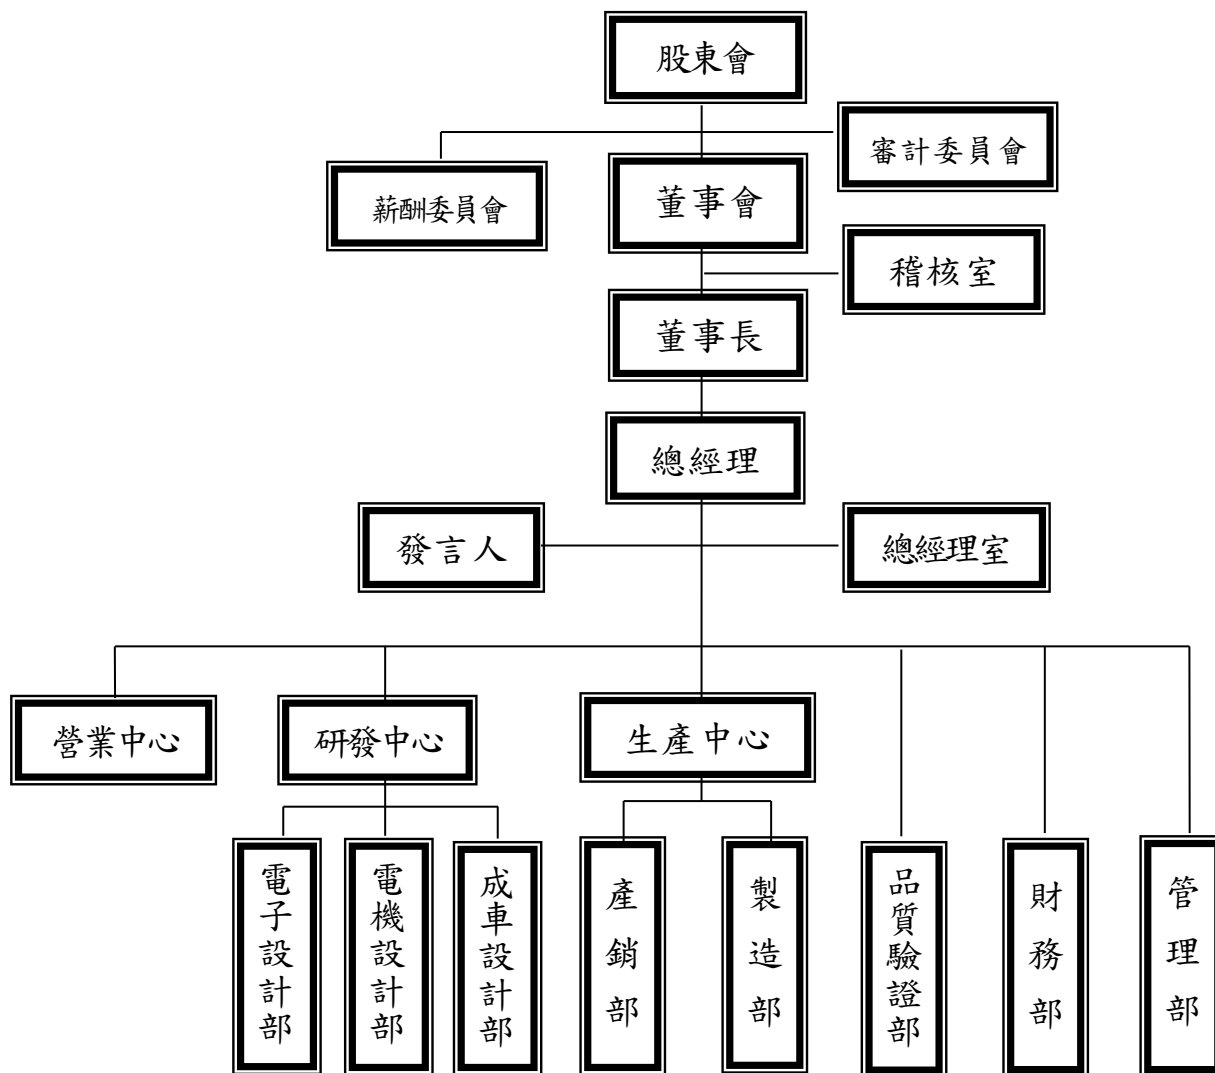 股東會
審計委員會
薪酬委員會
董事會
稽核室
董事長
總經理
發言人
總經理室
營業中心
研發中心
生產中心
電子設計部
電機設計部
成車設計部
產銷部
製造部
品質驗證部
財務部
管理部